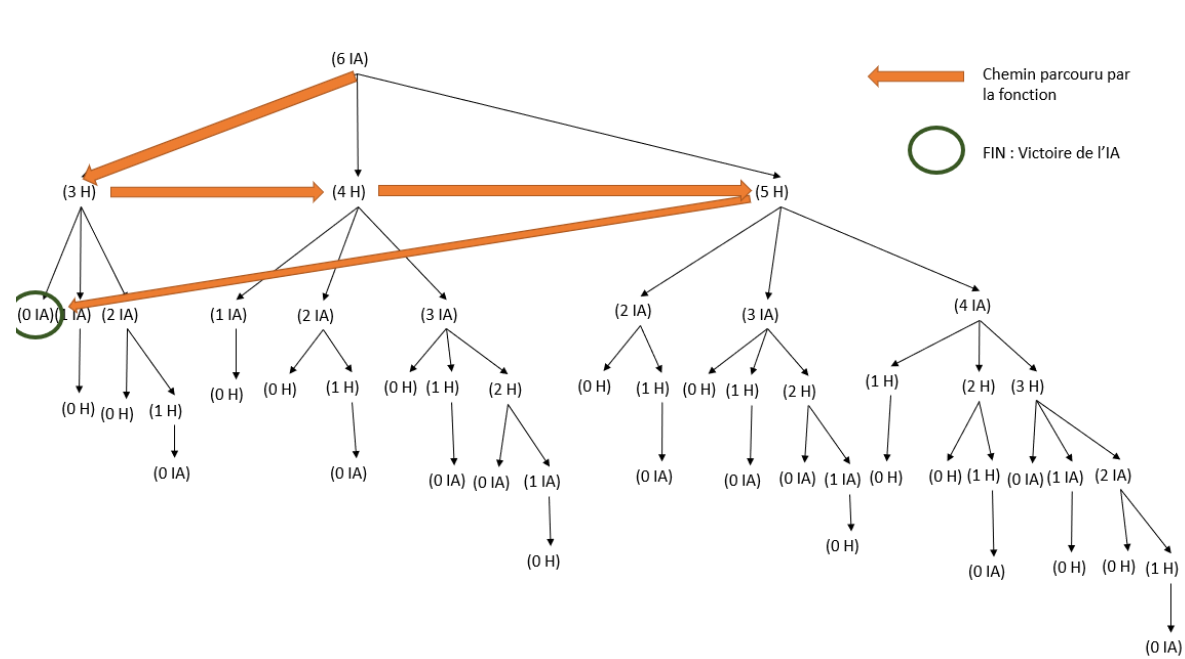 (6 IA)
Chemin parcouru par
la fonction
FIN : Victoire de l’IA
(3 H) (4 H) (5 H)
(0 IA) (1 IA) (2 IA) (1 IA) (2 IA) (3 IA) (2 IA) (3 IA) (4 IA)
(0 H) (0 H) (1 H) (0 H) (0 H) (1 H) (0 H) (1 H) (2 H) (0 H) (1 H) (0 H) (1 H) (2 H) (1 H) (2 H) (3 H)
(0 IA) (0 IA) (0 IA) (0 IA) (1 IA) (0 IA) (0 IA) (0 IA) (1 IA) (0 H) (0 H) (1 H) (0 IA) (1 IA) (2 IA)
(0 H) (0 H) (0 IA) (0 H) (0 H) (1 H)
(0 IA)